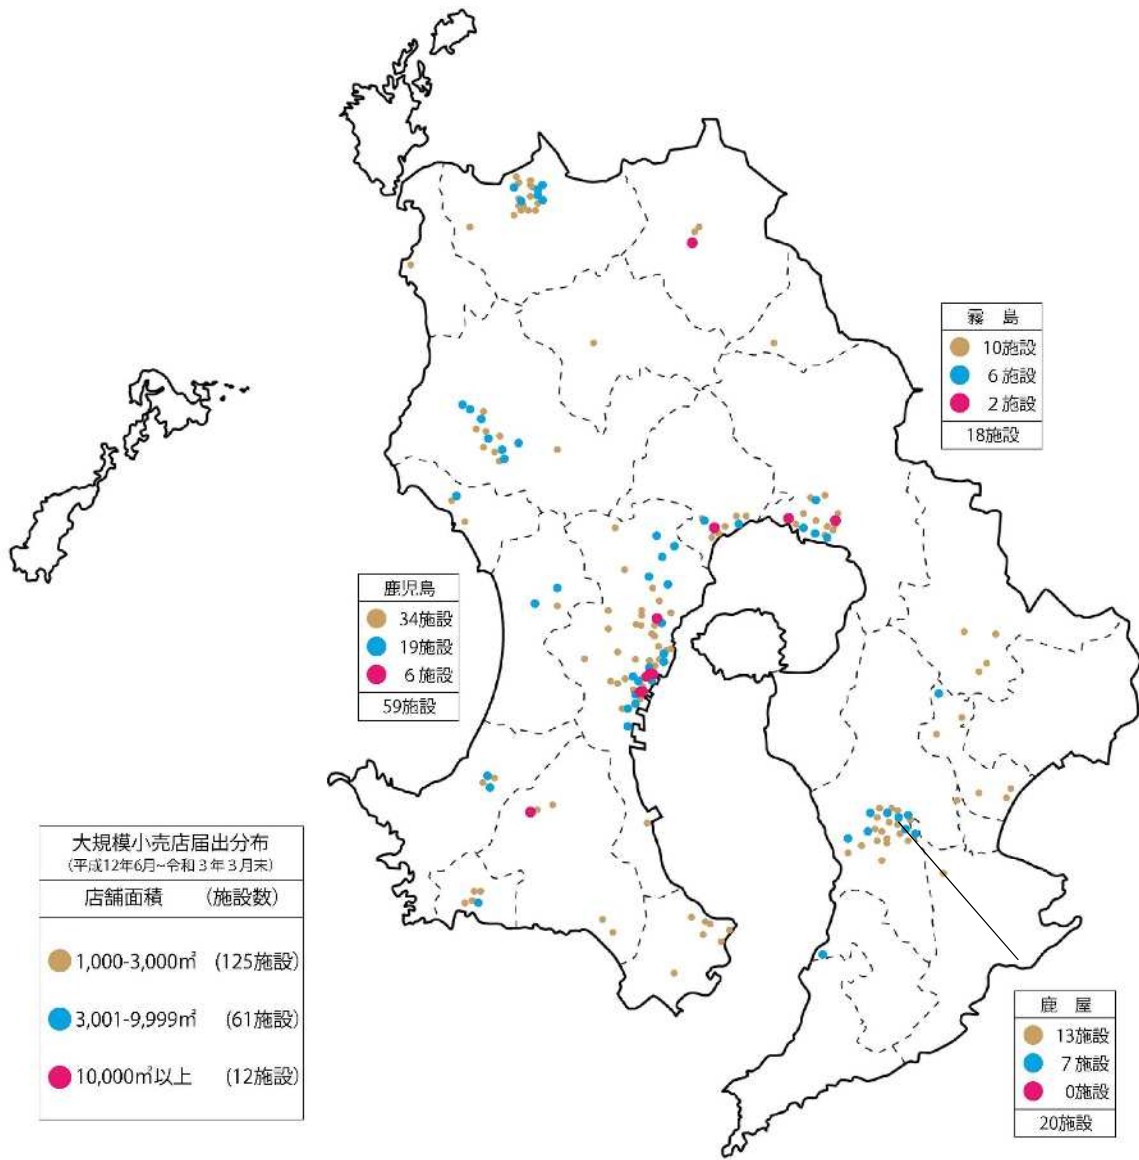 霧 島
10施設
6 施設
2 施設
18施設
鹿児島
34施設
19施設
6 施設
59施設
大規模小売店届出分布
(平成12年6月~令和３年３月末)
店舗面積 (施設数)
1,000-3,000㎡ (125施設)
3,001-9,999㎡ (61施設)
10,000㎡以上 (12施設)
鹿 屋
13施設
7 施設
0施設
20施設